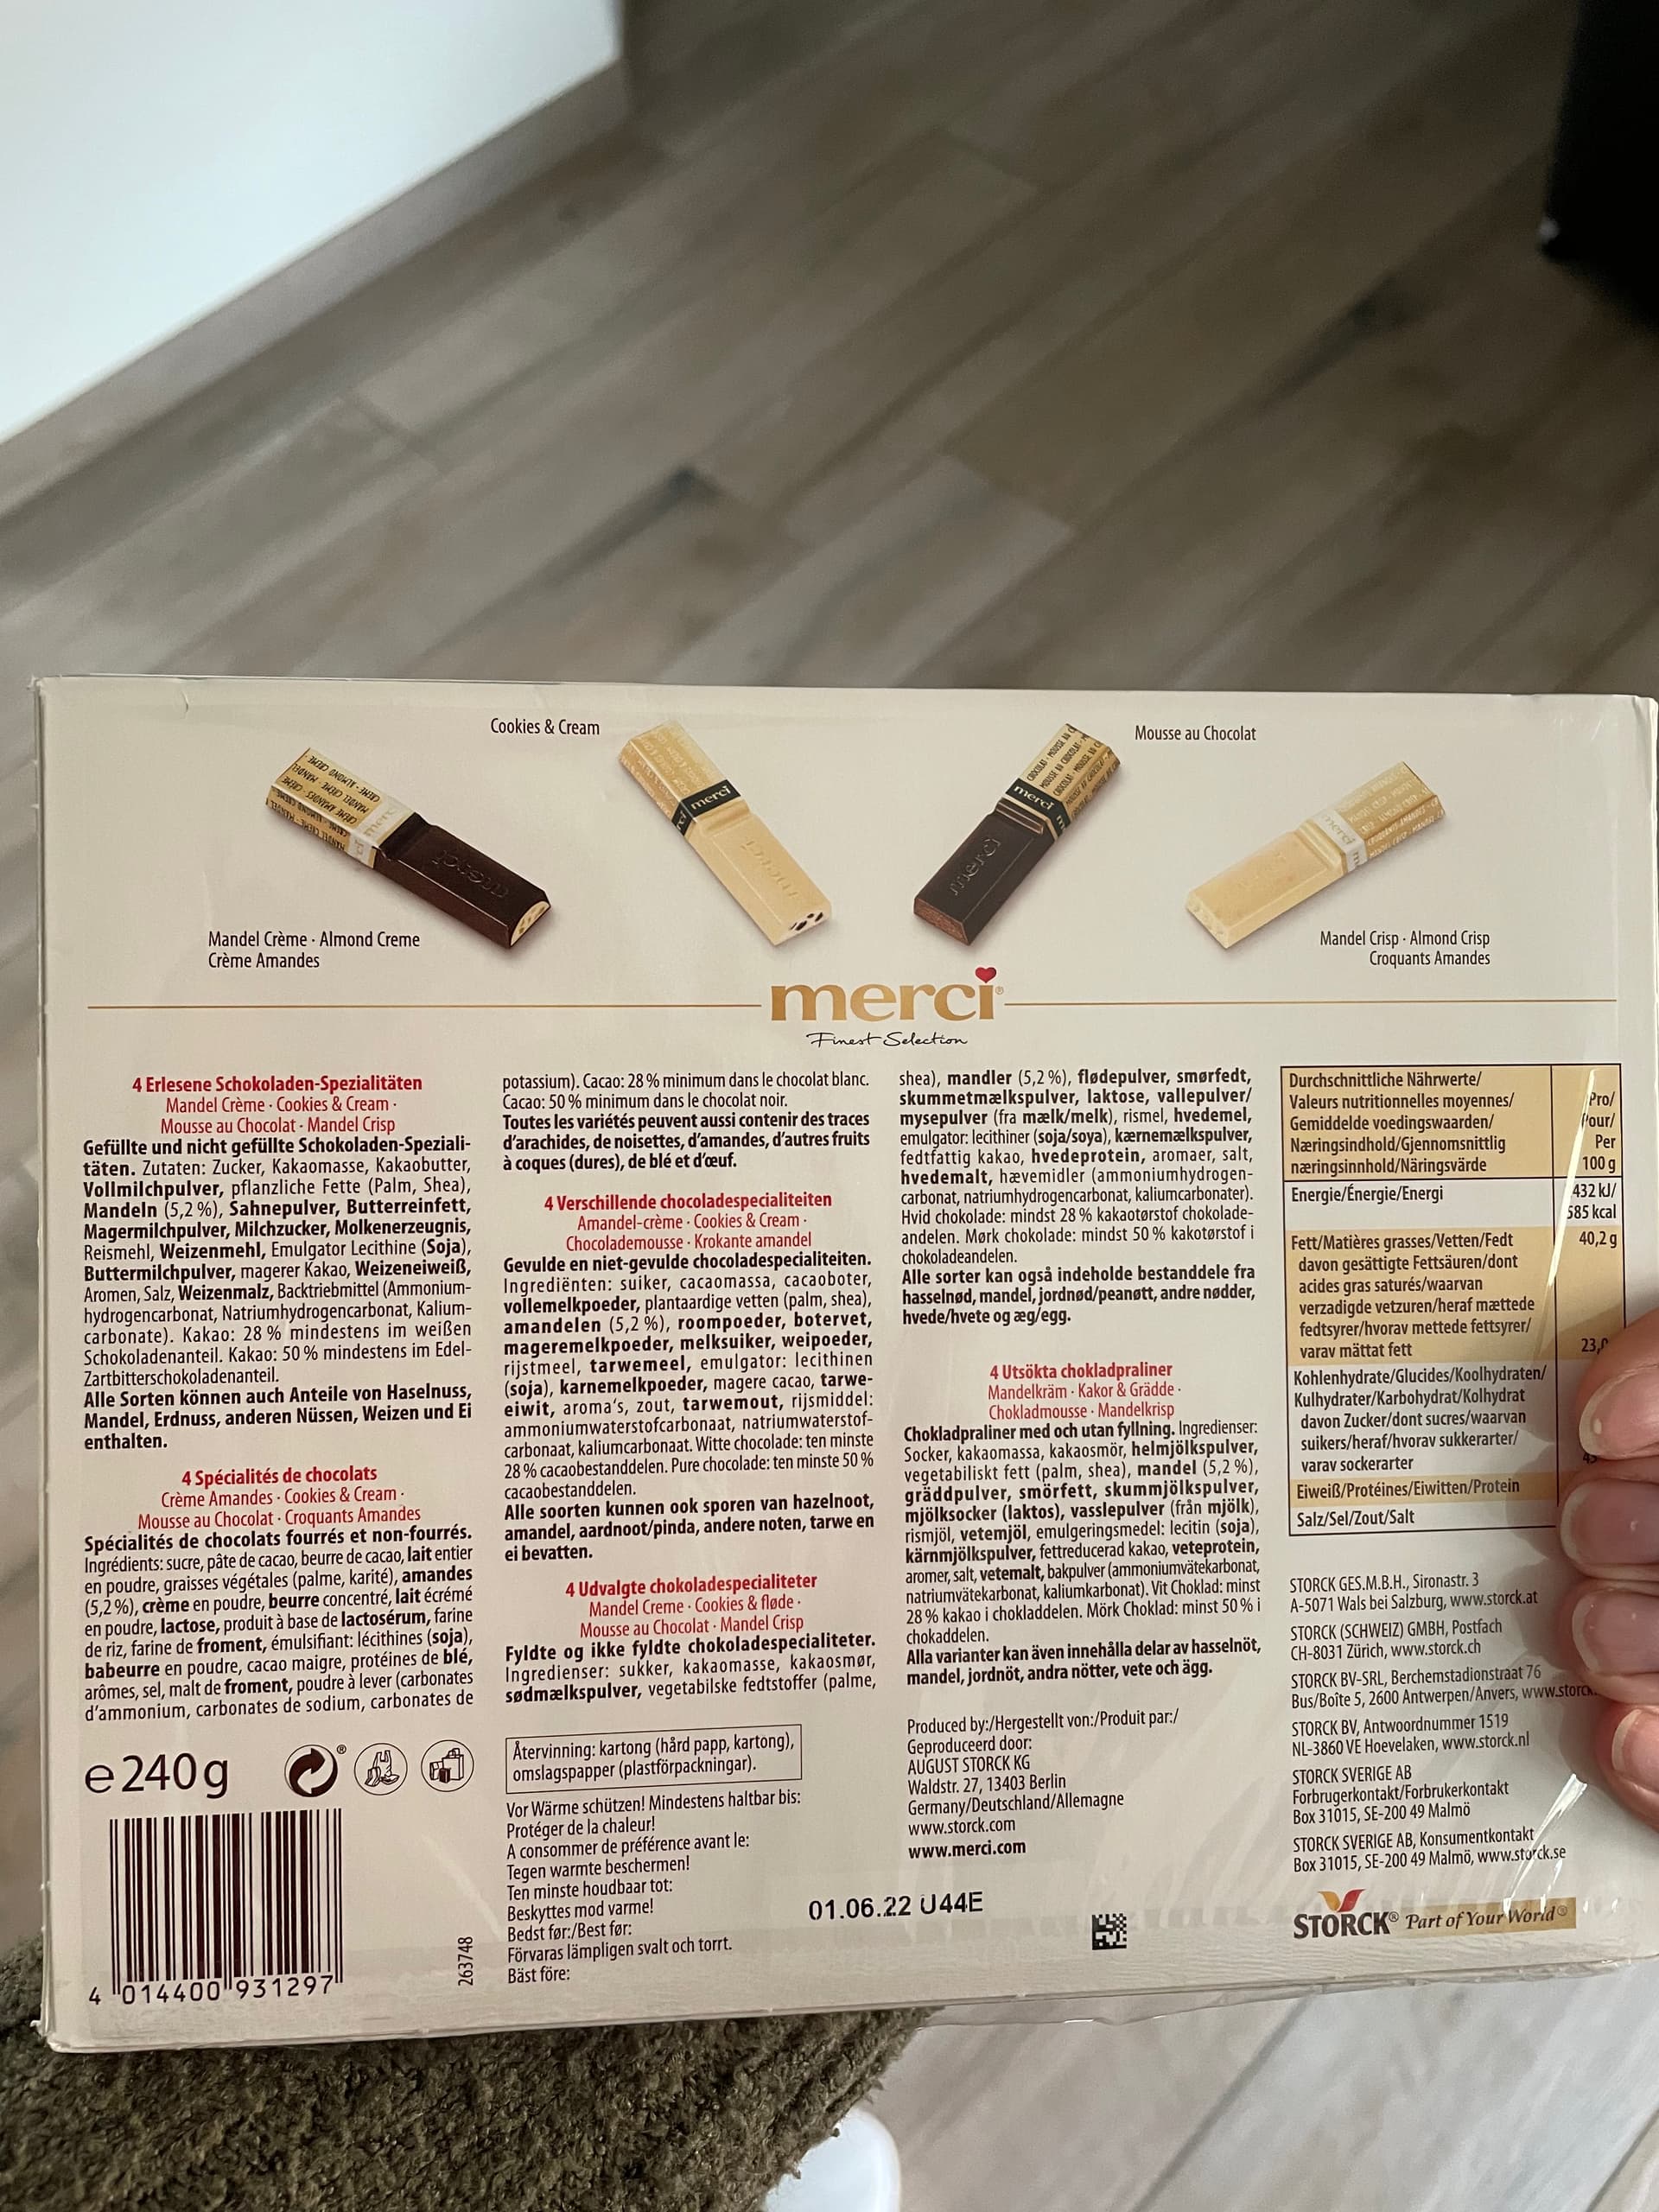 Cookies & Cream
Mousse au Chocolat
merci
merci
merci
merci
Mandel Crème · Almond Creme
Crème Amandes
Mandel Crisp · Almond Crisp
Croquants Amandes
merci
Finest Selection
4 Erlesene Schokoladen-Spezialitäten
Mandel Crème · Cookies & Cream ·
Mousse au Chocolat · Mandel Crisp
Gefüllte und nicht gefüllte Schokoladen-Speziali-
täten. Zutaten: Zucker, Kakaomasse, Kakaobutter,
Vollmilchpulver, pflanzliche Fette (Palm, Shea),
Mandeln (5,2 %), Sahnepulver, Butterreinfett,
Magermilchpulver, Milchzucker, Molkenerzeugnis,
Reismehl, Weizenmehl, Emulgator Lecithine (Soja),
Buttermilchpulver, magerer Kakao, Weizeneiweiß,
Aromen, Salz, Weizenmalz, Backtriebmittel (Ammonium-
hydrogencarbonat, Natriumhydrogencarbonat, Kalium-
carbonate). Kakao: 28 % mindestens im weißen
Schokoladenanteil. Kakao: 50 % mindestens im Edel-
Zartbitterschokoladenanteil.
Alle Sorten können auch Anteile von Haselnuss,
Mandel, Erdnuss, anderen Nüssen, Weizen und Ei
enthalten.
4 Spécialités de chocolats
Crème Amandes · Cookies & Cream ·
Mousse au Chocolat · Croquants Amandes
Spécialités de chocolats fourrés et non-fourrés.
Ingrédients: sucre, pâte de cacao, beurre de cacao, lait entier
en poudre, graisses végétales (palme, karité), amandes
(5,2 %), crème en poudre, beurre concentré, lait écrémé
en poudre, lactose, produit à base de lactosérum, farine
de riz, farine de froment, émulsifiant: lécithines (soja),
babeurre en poudre, cacao maigre, protéines de blé,
arômes, sel, malt de froment, poudre à lever (carbonates
d'ammonium, carbonates de sodium, carbonates de
potassium). Cacao: 28 % minimum dans le chocolat blanc.
Cacao: 50 % minimum dans le chocolat noir.
Toutes les variétés peuvent aussi contenir des traces
d'arachides, de noisettes, d'amandes, d'autres fruits
à coques (dures), de blé et d'œuf.
4 Verschillende chocoladespecialiteiten
Amandel-crème · Cookies & Cream ·
Chocolademousse · Krokante amandel
Gevulde en niet-gevulde chocoladespecialiteiten.
Ingrediënten: suiker, cacaomassa, cacaoboter,
vollemelkpoeder, plantaardige vetten (palm, shea),
amandelen (5,2 %), roompoeder, botervet,
mageremelkpoeder, melksuiker, weipoeder,
rijstmeel, tarwemeel, emulgator: lecithinen
(soja), karnemelkpoeder, magere cacao, tarwe-
eiwit, aroma's, zout, tarwemout, rijsmiddel:
ammoniumwaterstofcarbonaat, natriumwaterstof-
carbonaat, kaliumcarbonaat. Witte chocolade: ten minste
28 % cacaobestanddelen. Pure chocolade: ten minste 50 %
cacaobestanddelen.
Alle soorten kunnen ook sporen van hazelnoot,
amandel, aardnoot/pinda, andere noten, tarwe en
ei bevatten.
4 Udvalgte chokoladespecialiteter
Mandel Creme · Cookies & fløde ·
Mousse au Chocolat · Mandel Crisp
Fyldte og ikke fyldte chokoladespecialiteter.
Ingredienser: sukker, kakaomasse, kakaosmør,
sødmælkspulver, vegetabilske fedtstoffer (palme,
shea), mandler (5,2 %), flødepulver, smørfedt,
skummetmælkspulver, laktose, vallepulver/
mysepulver (fra mælk/melk), rismel, hvedemel,
emulgator: lecithiner (soja/soya), kærnemælkspulver,
fedtfattig kakao, hvedeprotein, aromaer, salt,
hvedemalt, hævemidler (ammoniumhydrogen-
carbonat, natriumhydrogencarbonat, kaliumcarbonater).
Hvid chokolade: mindst 28 % kakaotørstof chokolade-
andelen. Mørk chokolade: mindst 50 % kakotørstof i
chokoladeandelen.
Alle sorter kan også indeholde bestanddele fra
hasselnød, mandel, jordnød/peanøtt, andre nødder,
hvede/hvete og æg/egg.
4 Utsökta chokladpraliner
Mandelkräm · Kakor & Grädde ·
Chokladmousse · Mandelkrisp
Chokladpraliner med och utan fyllning. Ingredienser:
Socker, kakaomassa, kakaosmör, helmjölkspulver,
vegetabiliskt fett (palm, shea), mandel (5,2 %),
gräddpulver, smörfett, skummjölkspulver,
mjölksocker (laktos), vasslepulver (från mjölk),
rismjöl, vetemjöl, emulgeringsmedel: lecitin (soja),
kärnmjölkspulver, fettreducerad kakao, veteprotein,
aromer, salt, vetemalt, bakpulver (ammoniumvätekarbonat,
natriumvätekarbonat, kaliumkarbonat). Vit Choklad: minst
28 % kakao i chokladdelen. Mörk Choklad: minst 50 % i
chokaddelen.
Alla varianter kan även innehålla delar av hasselnöt,
mandel, jordnöt, andra nötter, vete och ägg.
Durchschnittliche Nährwerte/
Valeurs nutritionnelles moyennes/
Gemiddelde voedingswaarden/
Næringsindhold/Gjennomsnittlig
næringsinnhold/Näringsvärde
Pro/
Pour/
Per
100 g
Energie/Énergie/Energi
432 kJ/
585 kcal
Fett/Matières grasses/Vetten/Fedt
40,2 g
davon gesättigte Fettsäuren/dont
acides gras saturés/waarvan
verzadigde vetzuren/heraf mættede
fedtsyrer/hvorav mettede fettsyrer/
varav mättat fett
23,
Kohlenhydrate/Glucides/Koolhydraten/
Kulhydrater/Karbohydrat/Kolhydrat
davon Zucker/dont sucres/waarvan
suikers/heraf/hvorav sukkerarter/
varav sockerarter
Eiweiß/Protéines/Eiwitten/Protein
Salz/Sel/Zout/Salt
e 240 g
4 014400 931297
263748
Återvinning: kartong (hård papp, kartong),
omslagspapper (plastförpackningar).
Vor Wärme schützen! Mindestens haltbar bis:
Protéger de la chaleur!
A consommer de préférence avant le:
Tegen warmte beschermen!
Ten minste houdbaar tot:
Beskyttes mod varme!
Bedst før:/Best før:
Förvaras lämpligen svalt och torrt.
Bäst före:
01.06.22 U44E
Produced by:/Hergestellt von:/Produit par:/
Geproduceerd door:
AUGUST STORCK KG
Waldstr. 27, 13403 Berlin
Germany/Deutschland/Allemagne
www.storck.com
www.merci.com
STORCK GES.M.B.H., Sironastr. 3
A-5071 Wals bei Salzburg, www.storck.at
STORCK (SCHWEIZ) GMBH, Postfach
CH-8031 Zürich, www.storck.ch
STORCK BV-SRL, Berchemstadionstraat 76
Bus/Boîte 5, 2600 Antwerpen/Anvers, www.storck.
STORCK BV, Antwoordnummer 1519
NL-3860 VE Hoevelaken, www.storck.nl
STORCK SVERIGE AB
Forbrugerkontakt/Forbrukerkontakt
Box 31015, SE-200 49 Malmö
STORCK SVERIGE AB, Konsumentkontakt
Box 31015, SE-200 49 Malmö, www.storck.se
STORCK® Part of Your World®